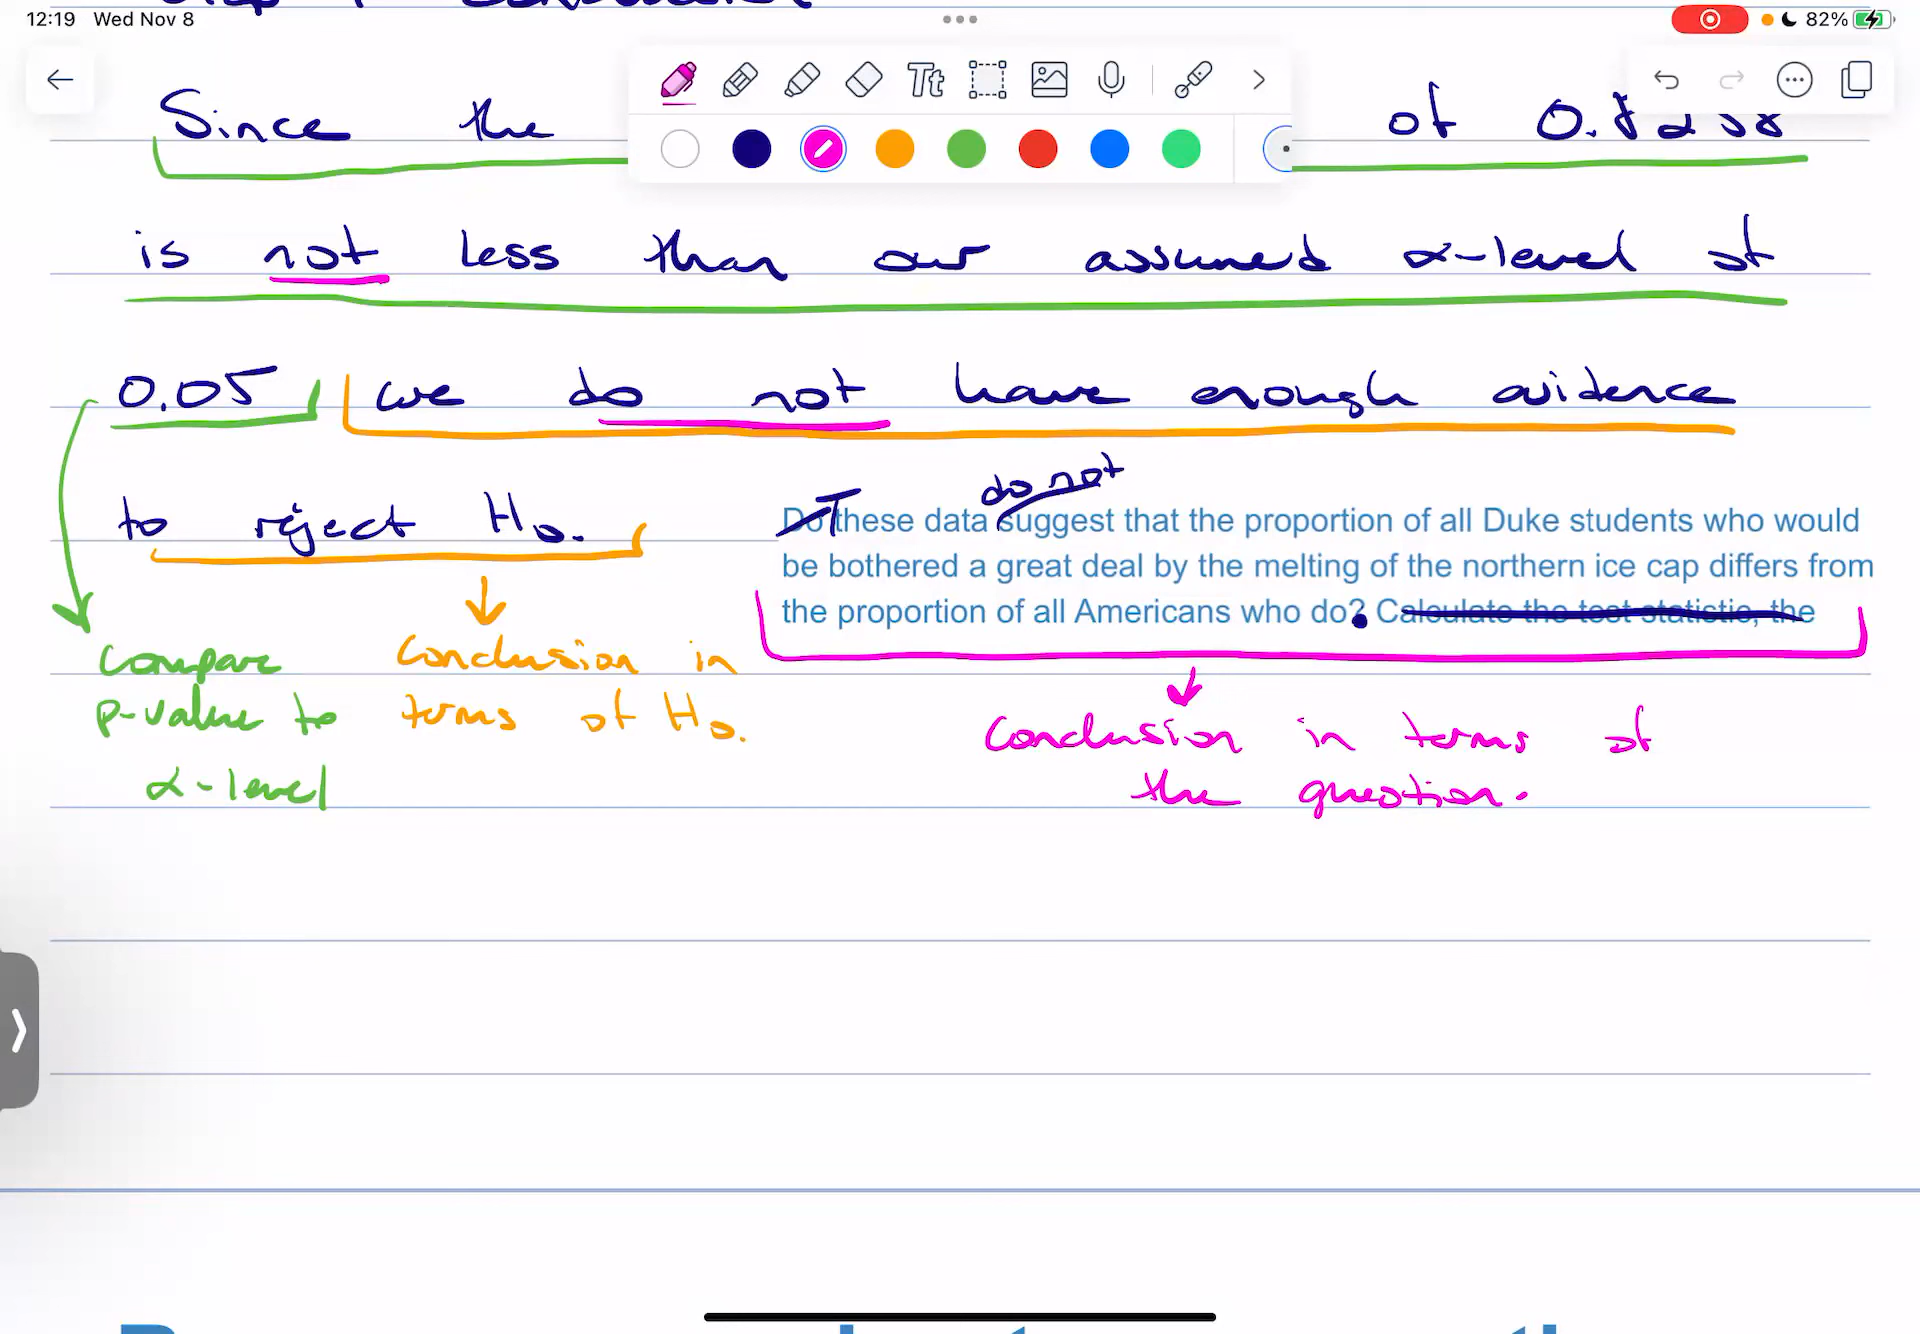 12:19 Wed Nov 8
82%
Tt
Since the of
is not less than our assumed α-level of
0.05 we do not have enough evidence
do not
to reject H₀.
Do T these data suggest that the proportion of all Duke students who would
be bothered a great deal by the melting of the northern ice cap differs from
the proportion of all Americans who do? . Calculate the test statistic, the
Compare
p-value to
α-level
Conclusion in
terms of H₀.
Conclusion in terms of
the question.